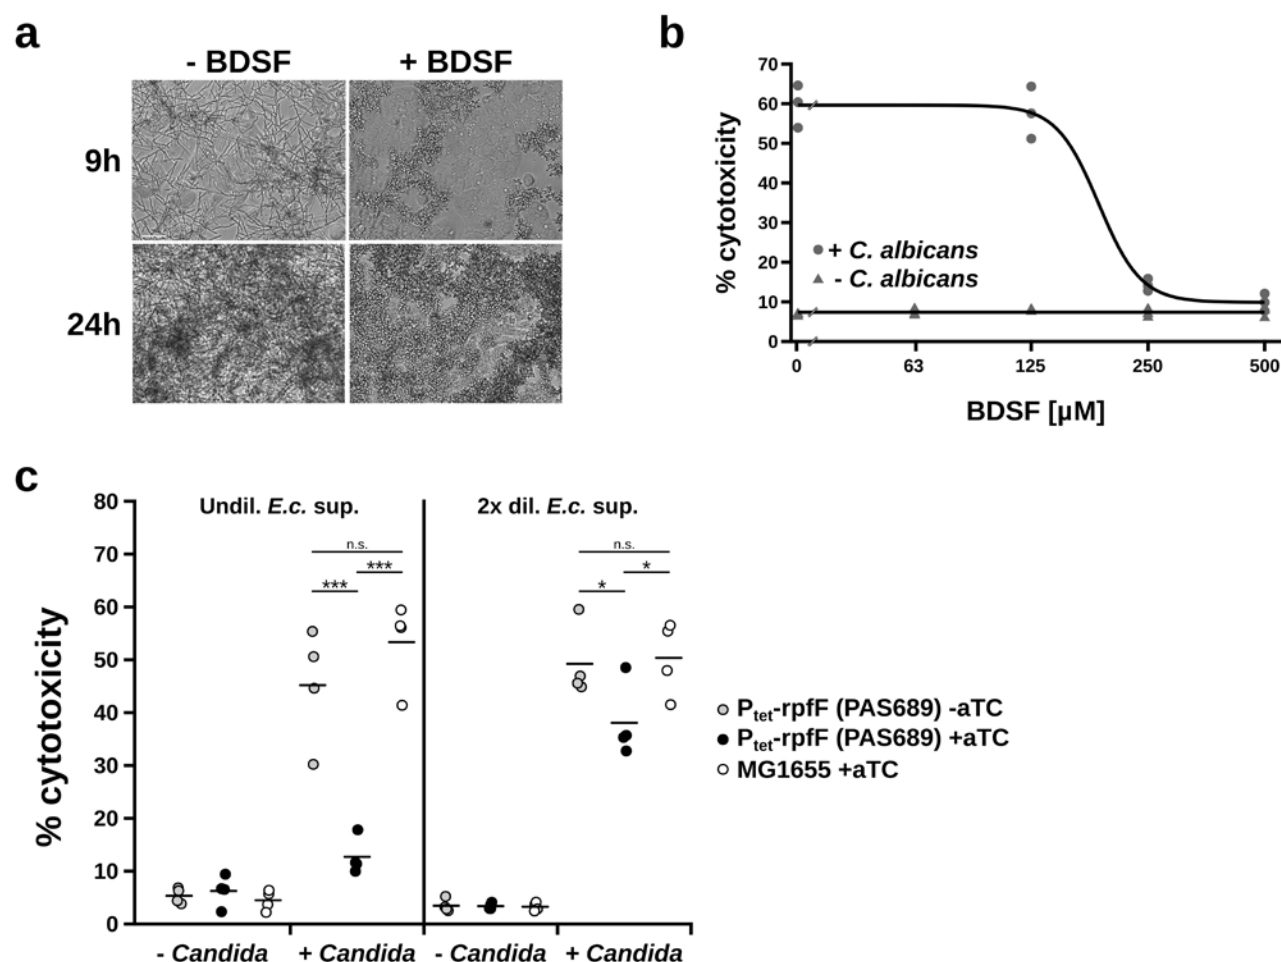 a
- BDSF + BDSF
9h
24h
b
% cytotoxicity
70
60
50
40
30
20
10
0
+ C. albicans
- C. albicans
0 63 125 250 500
BDSF [µM]
c
% cytotoxicity
80
70
60
50
40
30
20
10
0
Undil. E.c. sup.
n.s.
***
***
2x dil. E.c. sup.
n.s.
*
*
- Candida + Candida - Candida + Candida
Ptet-rpfF (PAS689) -aTC
Ptet-rpfF (PAS689) +aTC
MG1655 +aTC